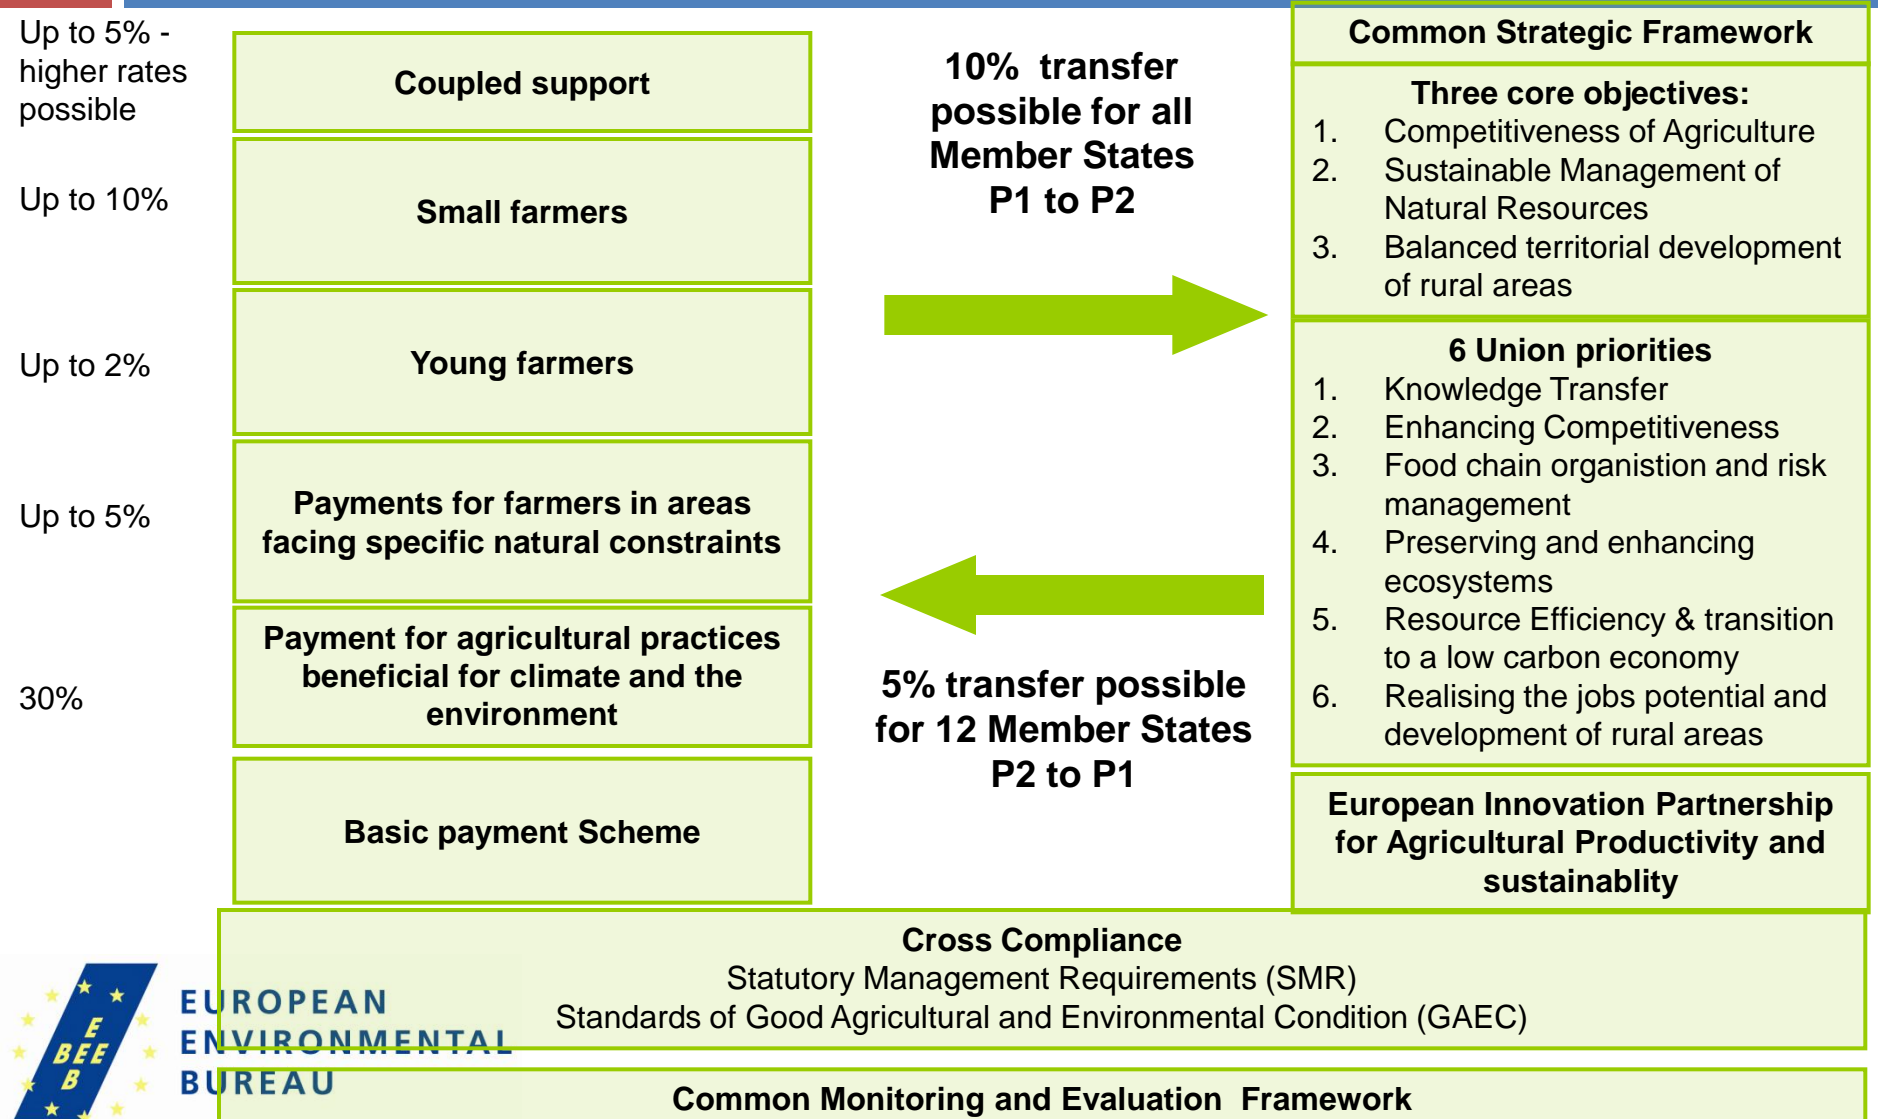 Up to 5% -
higher rates
possible
Coupled support
Up to 10%
Small farmers
Up to 2%
Young farmers
Up to 5%
Payments for farmers in areas
facing specific natural constraints
30%
Payment for agricultural practices
beneficial for climate and the
environment
Basic payment Scheme
10% transfer
possible for all
Member States
P1 to P2
5% transfer possible
for 12 Member States
P2 to P1
Common Strategic Framework
Three core objectives:
1. Competitiveness of Agriculture
2. Sustainable Management of
Natural Resources
3. Balanced territorial development
of rural areas
6 Union priorities
1. Knowledge Transfer
2. Enhancing Competitiveness
3. Food chain organistion and risk
management
4. Preserving and enhancing
ecosystems
5. Resource Efficiency & transition
to a low carbon economy
6. Realising the jobs potential and
development of rural areas
European Innovation Partnership
for Agricultural Productivity and
sustainablity
Cross Compliance
Statutory Management Requirements (SMR)
Standards of Good Agricultural and Environmental Condition (GAEC)
E
BEE
B
EUROPEAN
ENVIRONMENTAL
BUREAU
Common Monitoring and Evaluation Framework